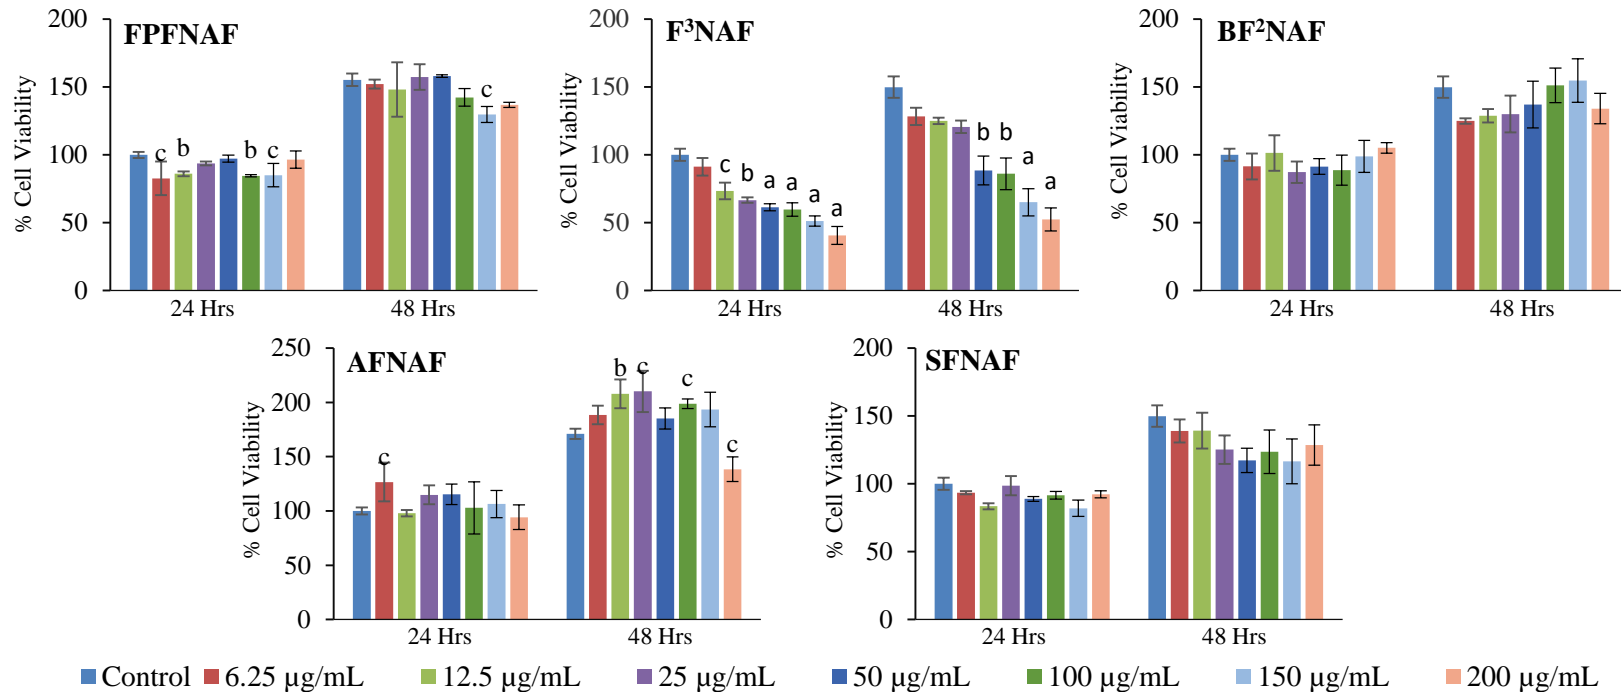 FPFNAF
% Cell Viability
200
150
100
50
0
c b b c c
24 Hrs 48 Hrs
F³NAF
% Cell Viability
200
150
100
50
0
c b a a a a b b a a
24 Hrs 48 Hrs
BF²NAF
% Cell Viability
200
150
100
50
0
24 Hrs 48 Hrs
AFNAF
% Cell Viability
250
200
150
100
50
0
c b c c c
24 Hrs 48 Hrs
SFNAF
% Cell Viability
200
150
100
50
0
24 Hrs 48 Hrs
Control 6.25 µg/mL 12.5 µg/mL 25 µg/mL 50 µg/mL 100 µg/mL 150 µg/mL 200 µg/mL